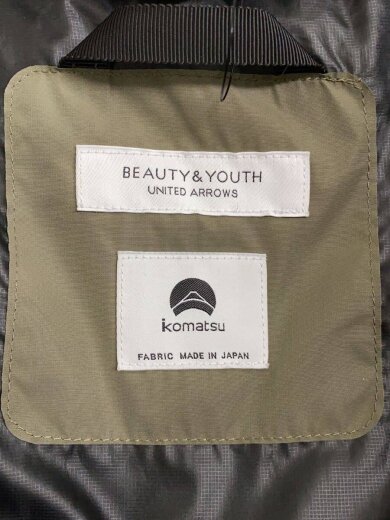 BEAUTY&YOUTH
UNITED ARROWS
komatsu
FABRIC MADE IN JAPAN